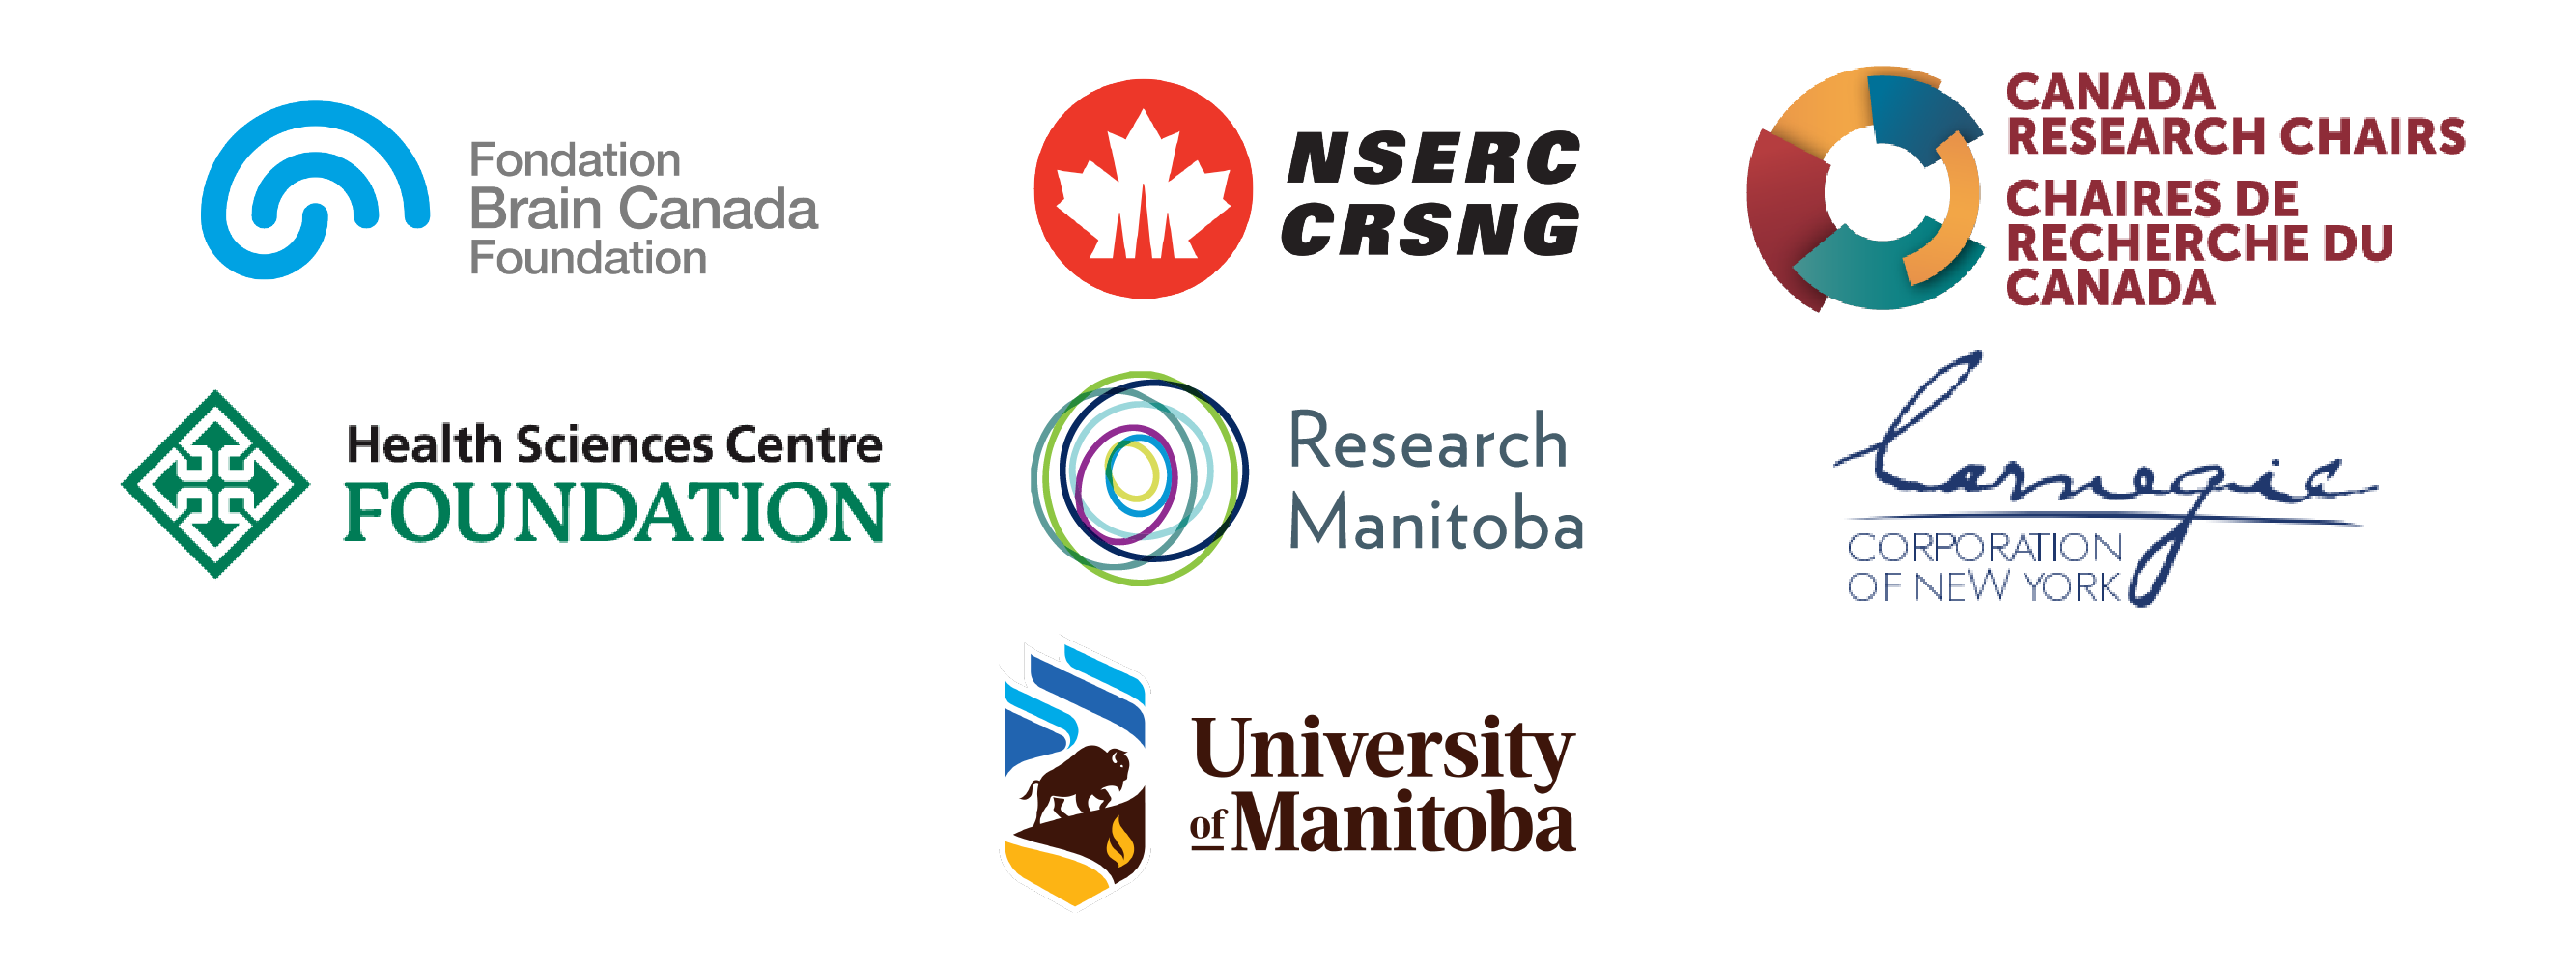 Fondation
Brain Canada
Foundation
NSERC
CRSNG
CANADA
RESEARCH CHAIRS
CHAIRES DE
RECHERCHE DU
CANADA
Health Sciences Centre
FOUNDATION
Research
Manitoba
Carnegie
CORPORATION
OF NEW YORK
University
of Manitoba